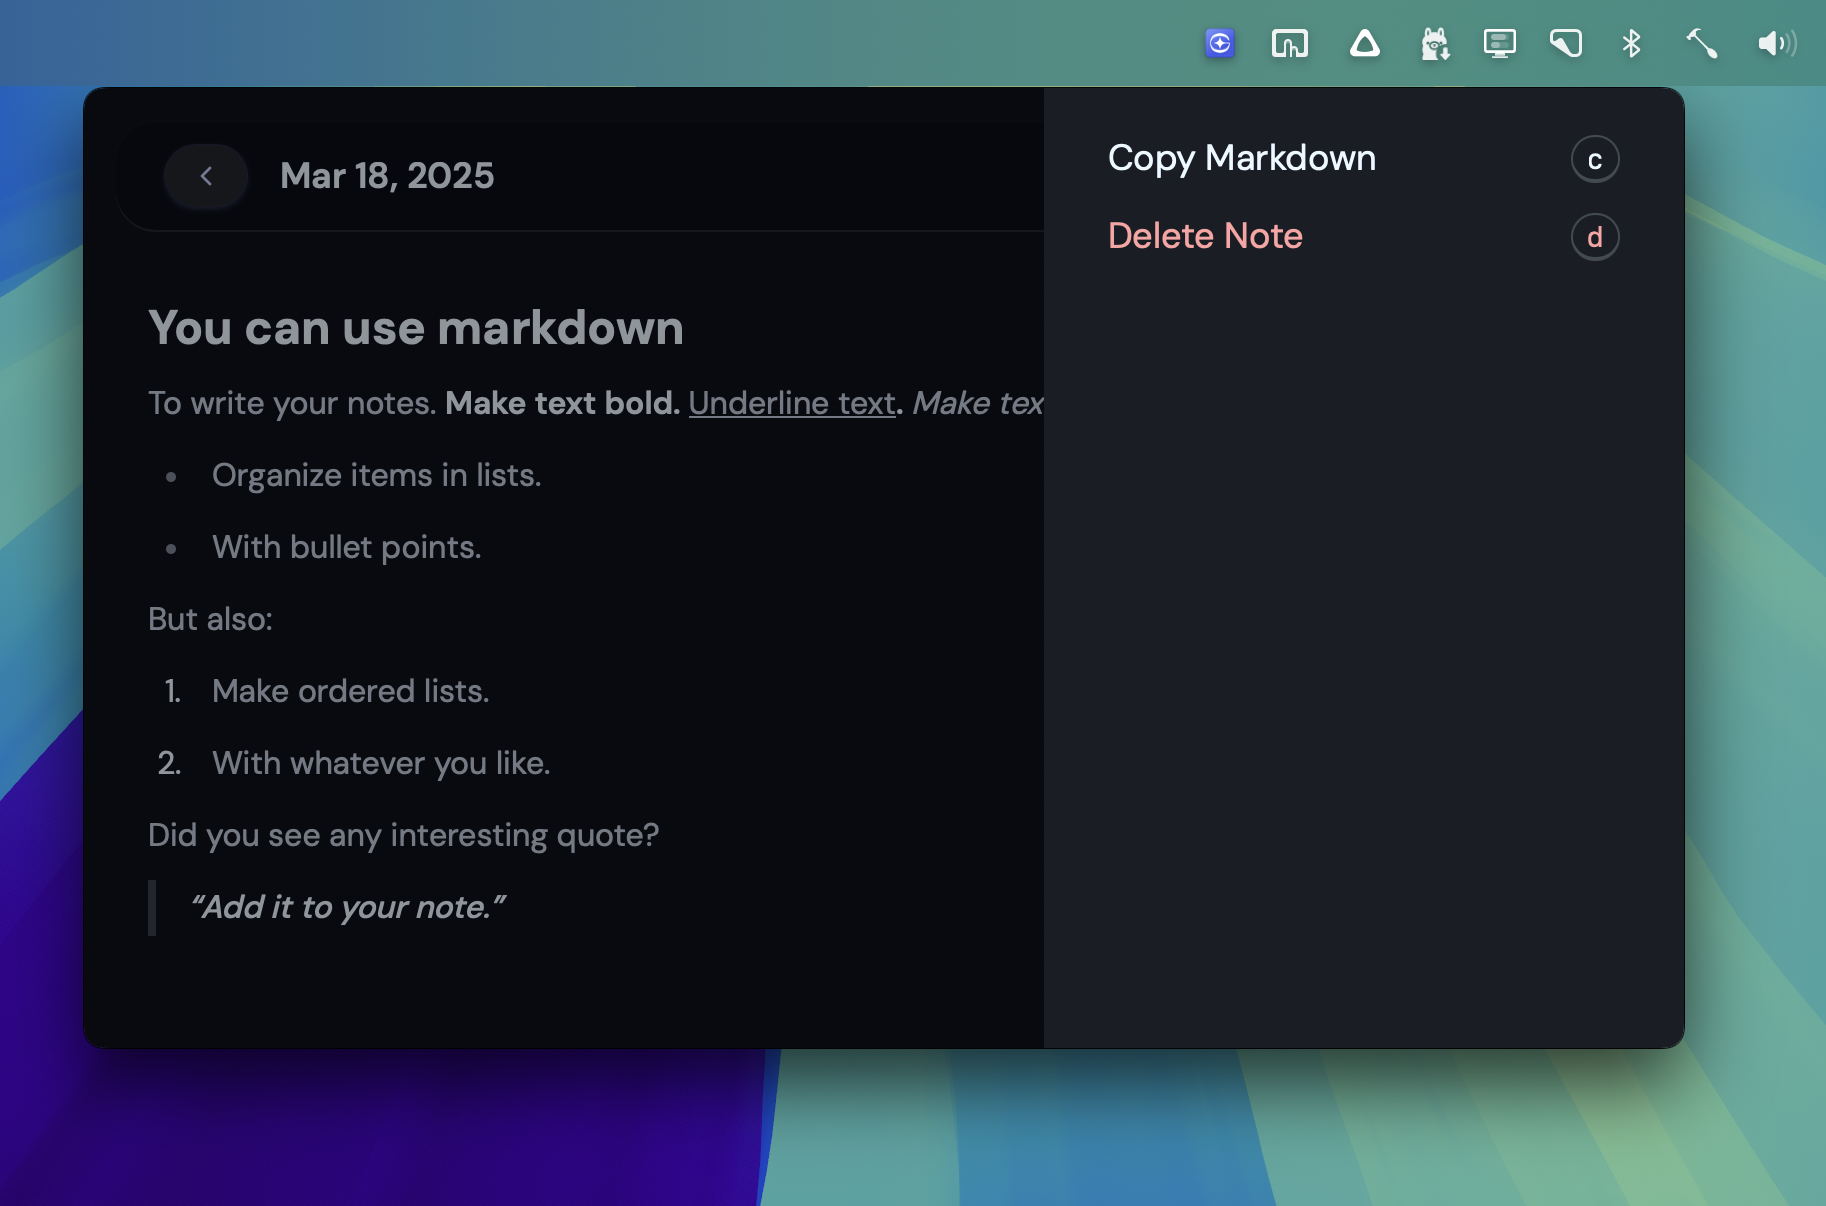 Mar 18, 2025
You can use markdown
To write your notes. Make text bold. Underline text. Make tex
• Organize items in lists.
• With bullet points.
But also:
1. Make ordered lists.
2. With whatever you like.
Did you see any interesting quote?
“Add it to your note.”
Copy Markdown c
Delete Note d